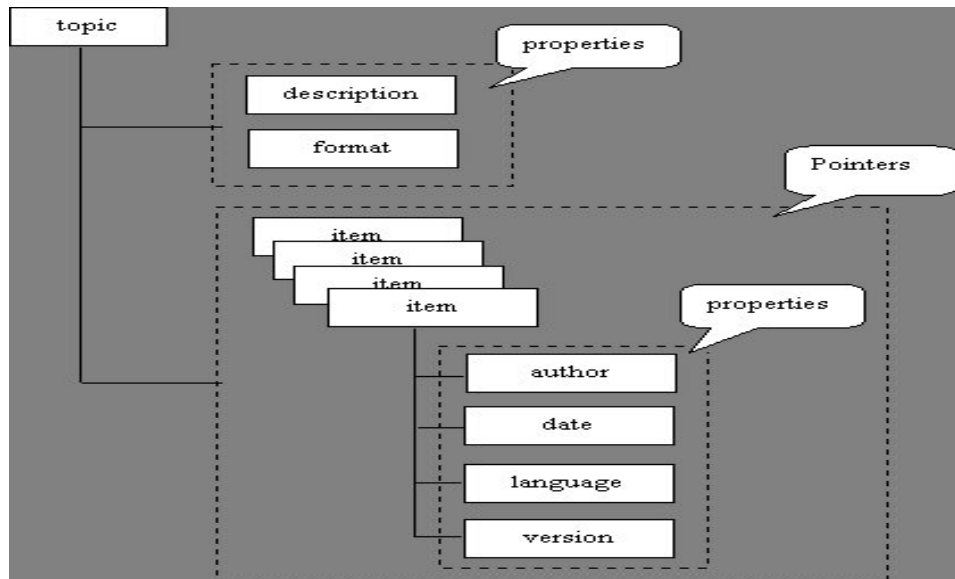 topic
properties
description
format
Pointers
item
item
item
item
properties
author
date
language
version